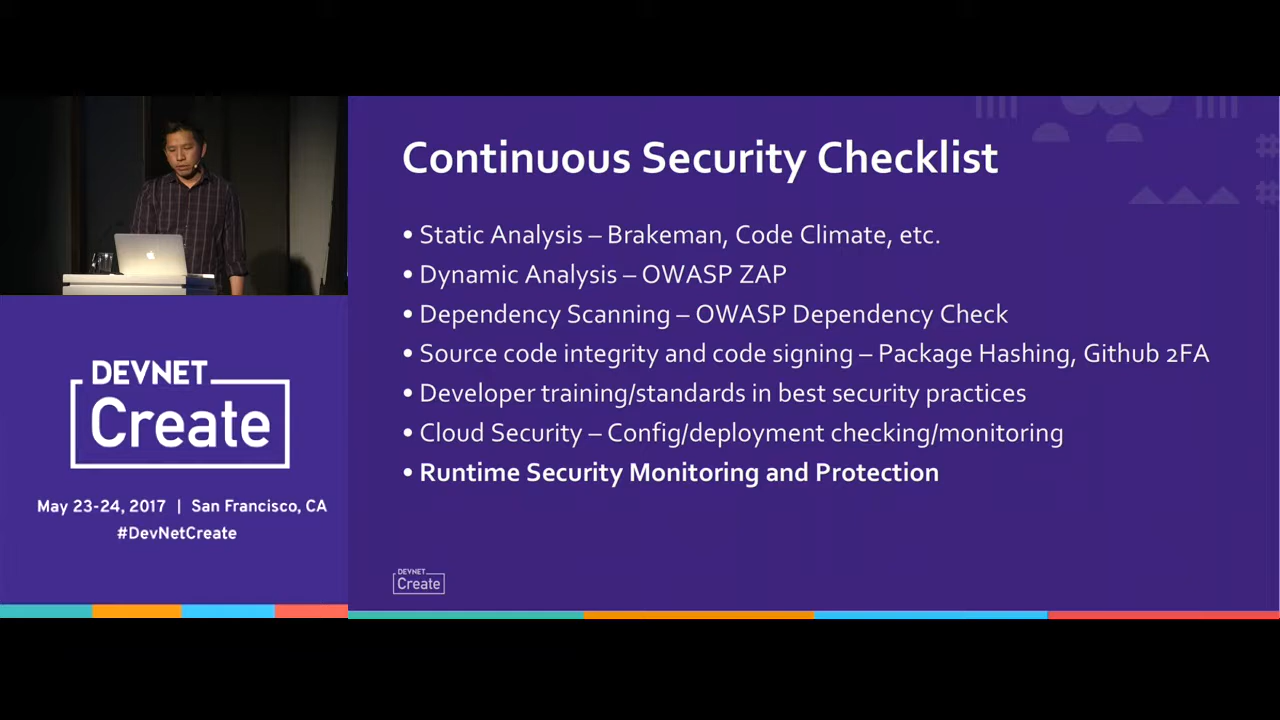 Continuous Security Checklist
• Static Analysis – Brakeman, Code Climate, etc.
• Dynamic Analysis – OWASP ZAP
• Dependency Scanning – OWASP Dependency Check
• Source code integrity and code signing – Package Hashing, Github 2FA
• Developer training/standards in best security practices
• Cloud Security – Config/deployment checking/monitoring
• Runtime Security Monitoring and Protection
DEVNET
Create
DEVNET
Create
May 23-24, 2017 | San Francisco, CA
#DevNetCreate